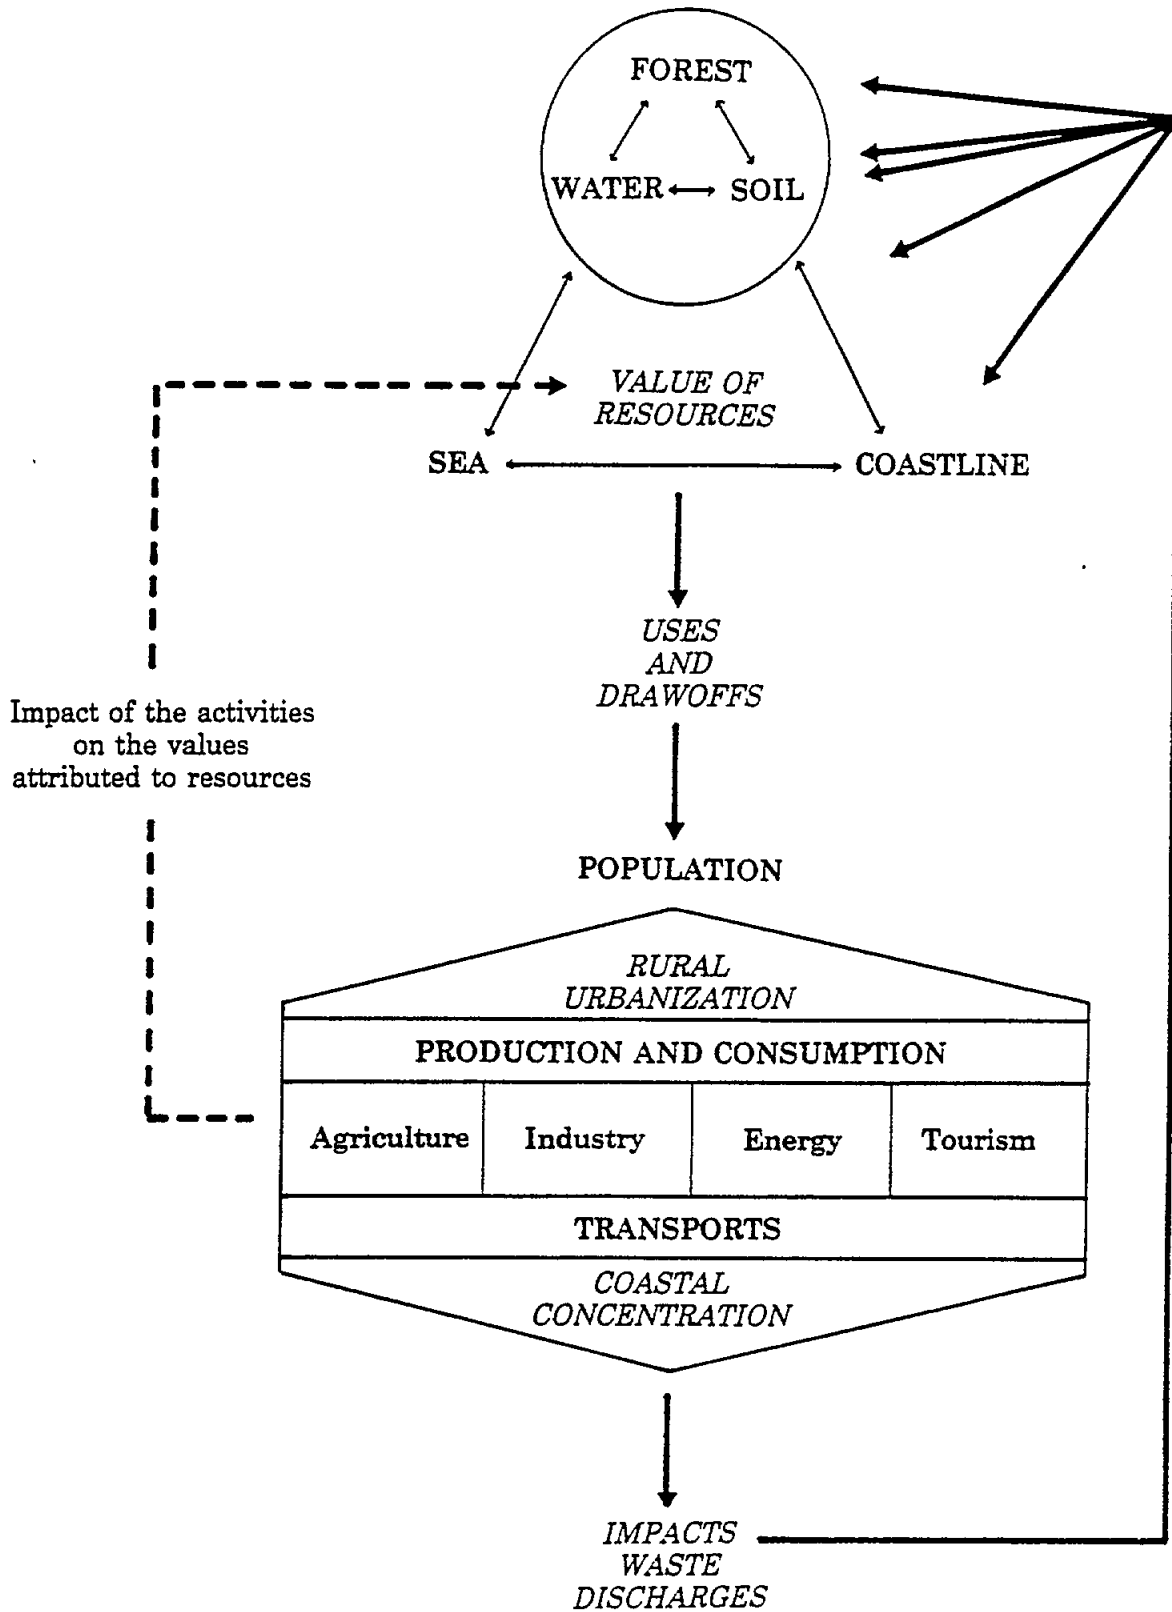 FOREST
WATER SOIL
VALUE OF
RESOURCES
SEA COASTLINE
USES
AND
DRAWOFFS
Impact of the activities
on the values
attributed to resources
POPULATION
RURAL
URBANIZATION
PRODUCTION AND CONSUMPTION
Agriculture Industry Energy Tourism
TRANSPORTS
COASTAL
CONCENTRATION
IMPACTS
WASTE
DISCHARGES